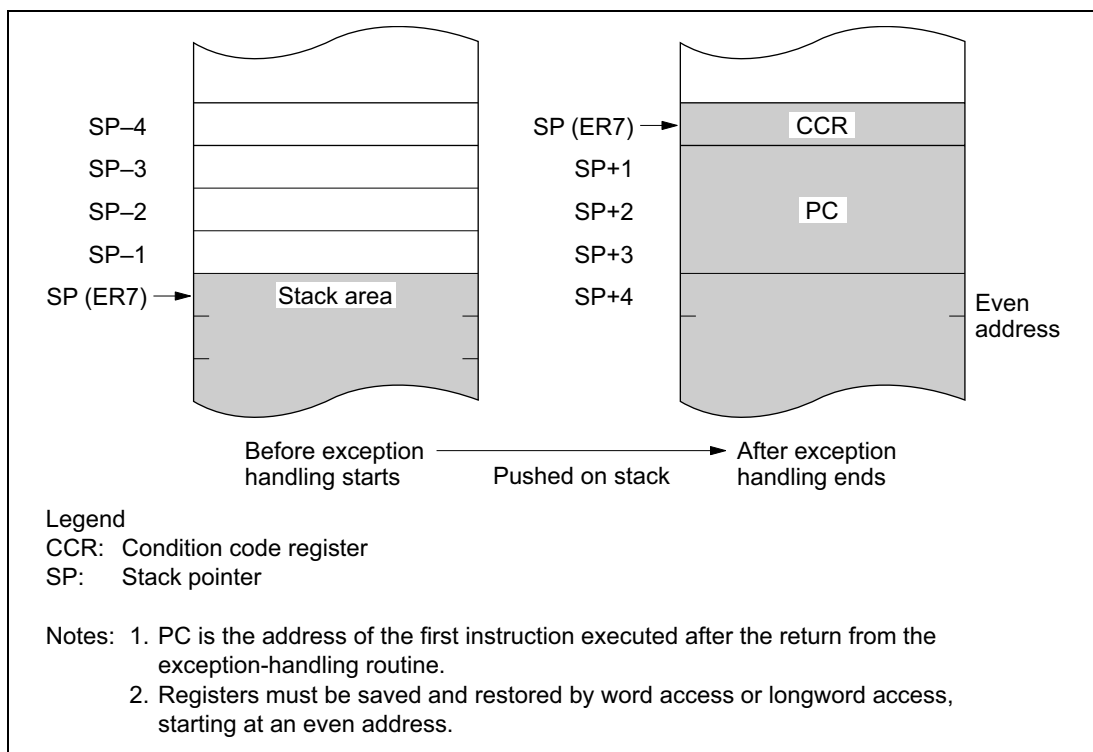 SP–4
SP–3
SP–2
SP–1
SP (ER7)
Stack area
SP (ER7)
SP+1
SP+2
SP+3
SP+4
CCR
PC
Even
address
Before exception
handling starts
Pushed on stack
After exception
handling ends
Legend
CCR: Condition code register
SP: Stack pointer
Notes: 1. PC is the address of the first instruction executed after the return from the
exception-handling routine.
2. Registers must be saved and restored by word access or longword access,
starting at an even address.